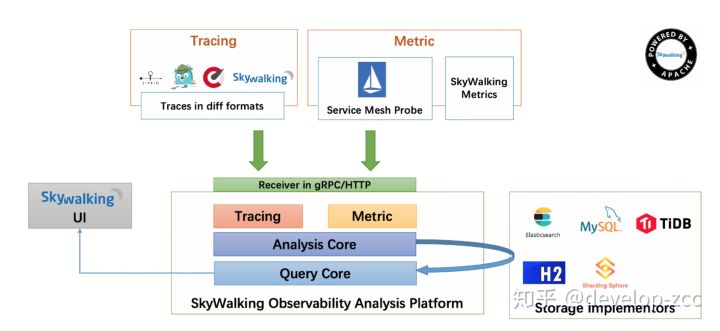 Tracing
Metric
POWERED BY
Skywalking
APACHE
ZIPKIN
Skywalking
Traces in diff formats
Service Mesh Probe
SkyWalking
Metrics
Receiver in gRPC/HTTP
Skywalking
UI
Tracing
Metric
Analysis Core
Query Core
SkyWalking Observability Analysis Platform
Elasticsearch
MySQL
TiDB
H2
Sharding Sphere
Storage Implementors
知乎 @develop-zcc